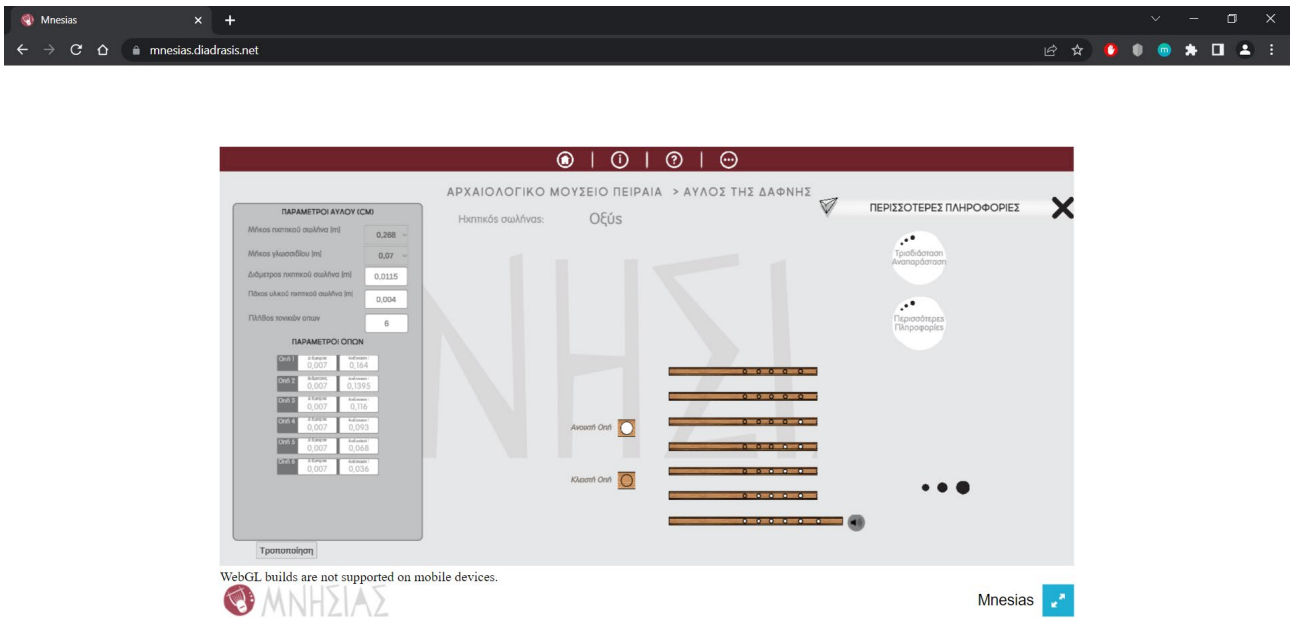 Mnesias
mnesias.diadrasis.net
ΑΡΧΑΙΟΛΟΓΙΚΟ ΜΟΥΣΕΙΟ ΠΕΙΡΑΙΑ > ΑΥΛΟΣ ΤΗΣ ΔΑΦΝΗΣ
Ηχητικός σωλήνας: Οξύς
ΠΕΡΙΣΣΟΤΕΡΕΣ ΠΛΗΡΟΦΟΡΙΕΣ
Τρισδιάσταση
Αναπαράσταση
Περισσότερες
Πληροφορίες
ΠΑΡΑΜΕΤΡΟΙ ΑΥΛΟΥ (CM)
Μήκος ηχητικού σωλήνα [m] 0,268
Μήκος γλωσσιδίου [m] 0,07
Διάμετρος ηχητικού σωλήνα [m] 0,0115
Πάχος υλικού ηχητικού σωλήνα [m] 0,004
Πλήθος τονικών οπων 6
ΠΑΡΑΜΕΤΡΟΙ ΟΠΩΝ
Οπή 1 0,007 0,164
Οπή 2 0,007 0,1395
Οπή 3 0,007 0,116
Οπή 4 0,007 0,093
Οπή 5 0,007 0,068
Οπή 6 0,007 0,036
Τροποποίηση
Ανοιχτή Οπή
Κλειστή Οπή
ΝΗΣΙ
WebGL builds are not supported on mobile devices.
ΜΝΗΣΙΑΣ
Mnesias